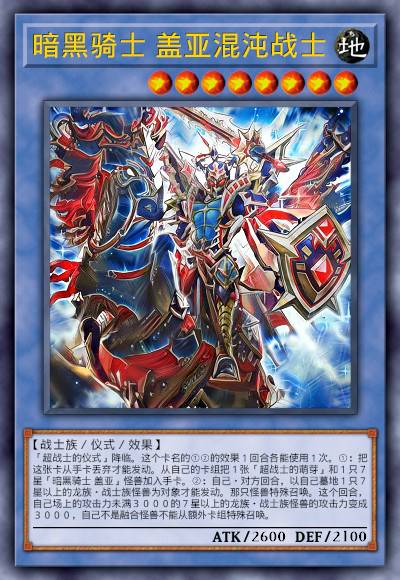 暗黑骑士 盖亚混沌战士 地
【战士族/仪式/效果】
「超战士的仪式」降临。这个卡名的①②的效果1回合各能使用1次。①：把
这张卡从手卡丢弃才能发动。从自己的卡组把1张「超战士的萌芽」和1只7
星「暗黑骑士 盖亚」怪兽加入手卡。②：自己·对方回合，以自己墓地1只7
星以上的龙族·战士族怪兽为对象才能发动。那只怪兽特殊召唤。这个回合，
自己场上的攻击力未满3000的7星以上的龙族·战士族怪兽的攻击力变成
3000，自己不是融合怪兽不能从额外卡组特殊召唤。
ATK/2600 DEF/2100